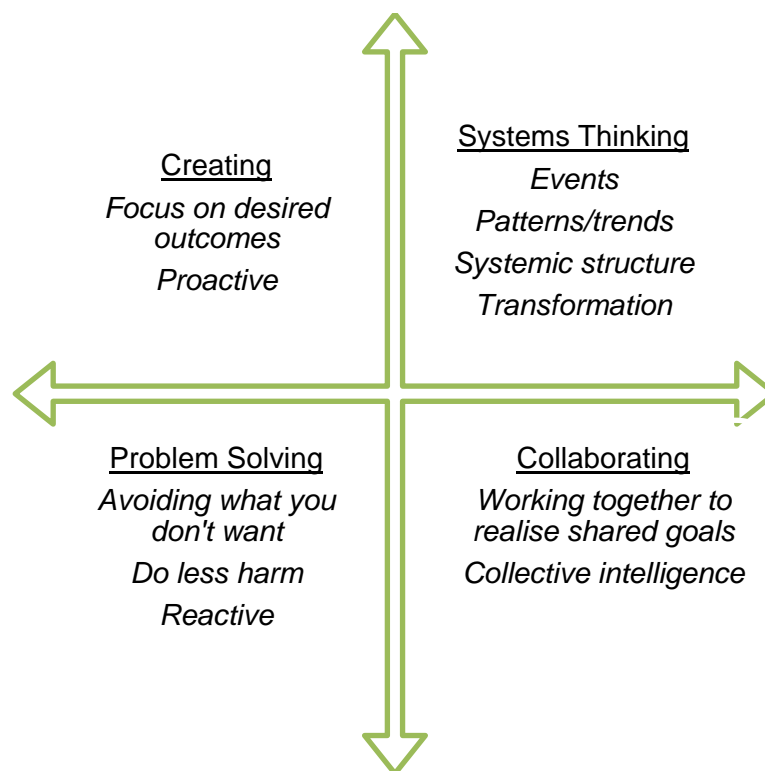 Creating
Focus on desired
outcomes
Proactive
Systems Thinking
Events
Patterns/trends
Systemic structure
Transformation
Problem Solving
Avoiding what you
don't want
Do less harm
Reactive
Collaborating
Working together to
realise shared goals
Collective intelligence